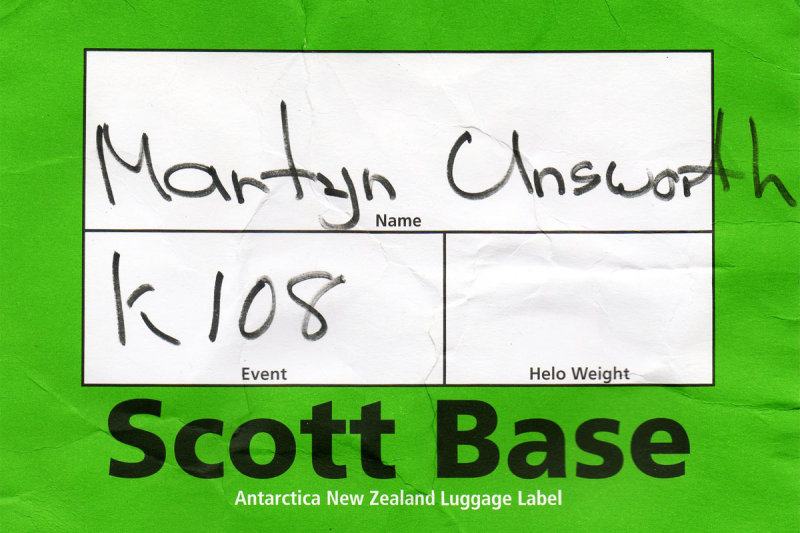 Martyn Unsworth
Name
K108
Event
Helo Weight
Scott Base
Antarctica New Zealand Luggage Label